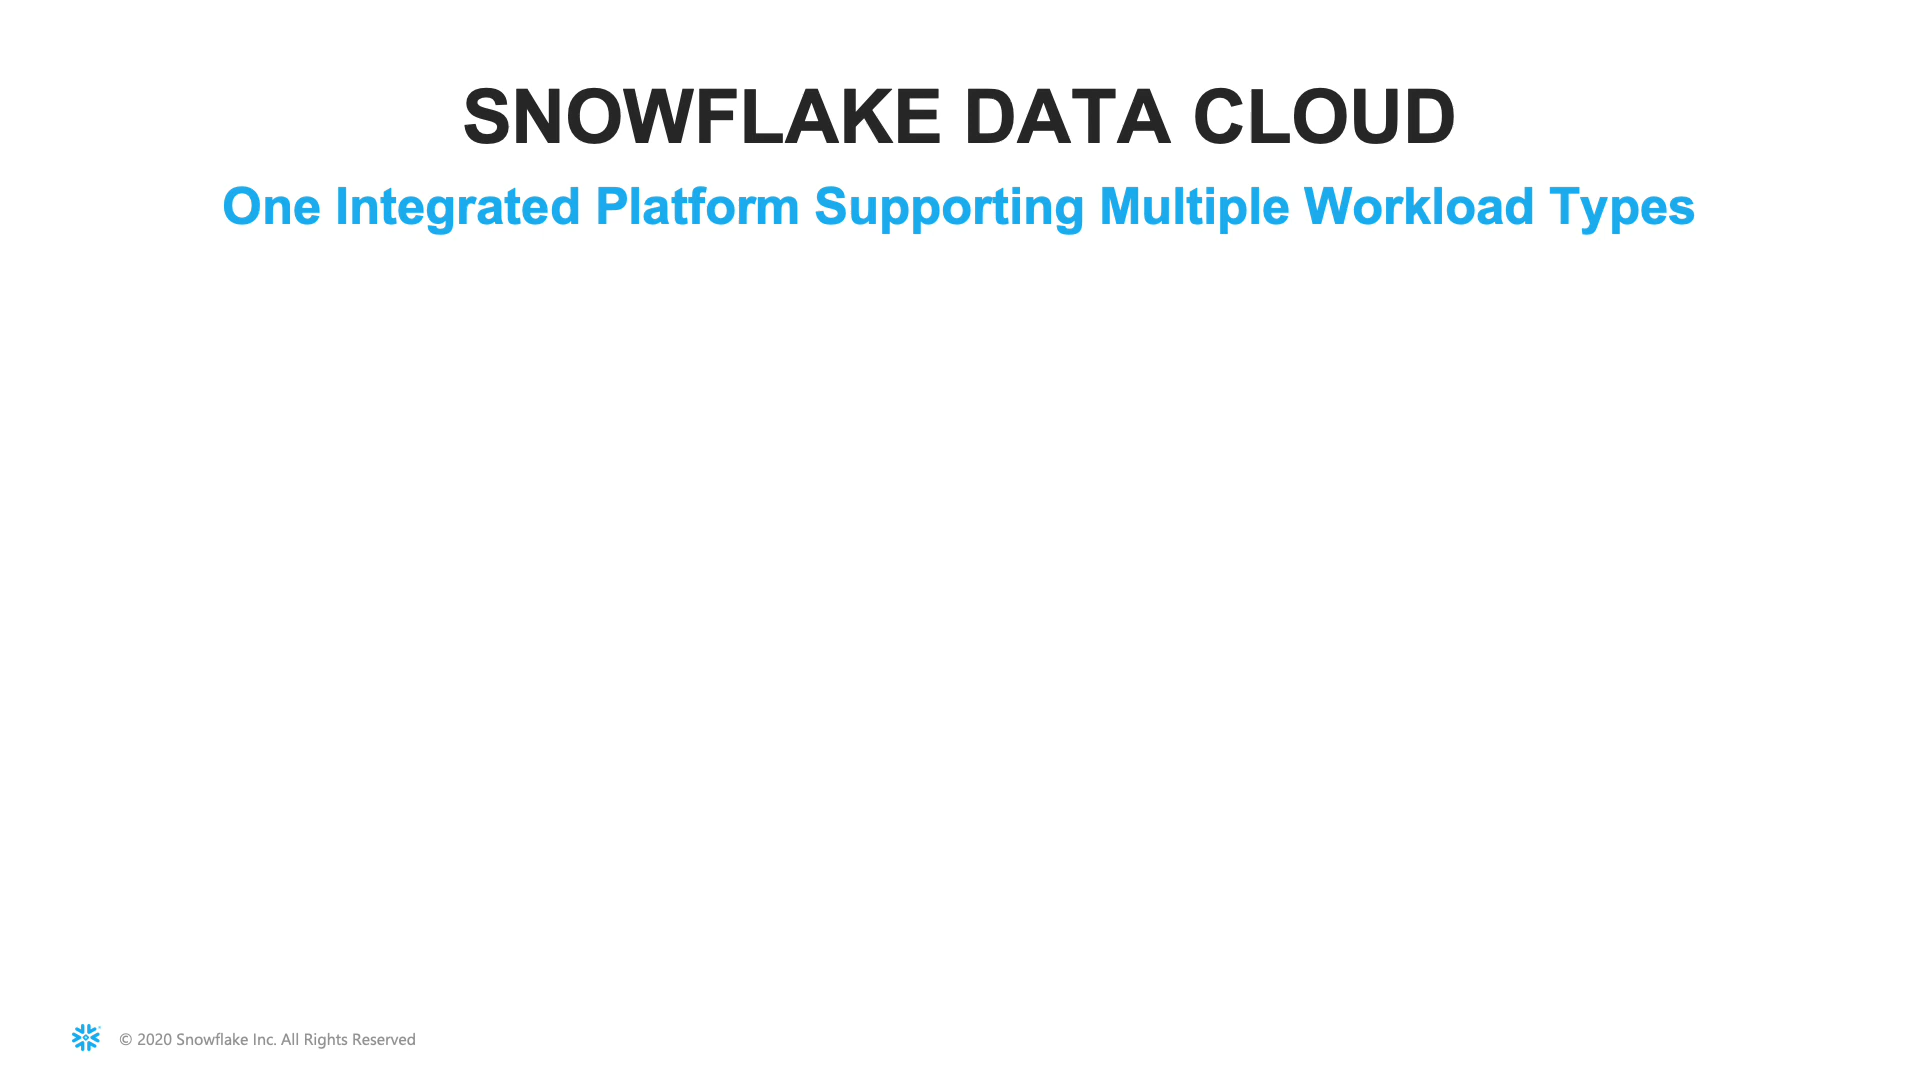 SNOWFLAKE DATA CLOUD
One Integrated Platform Supporting Multiple Workload Types
© 2020 Snowflake Inc. All Rights Reserved